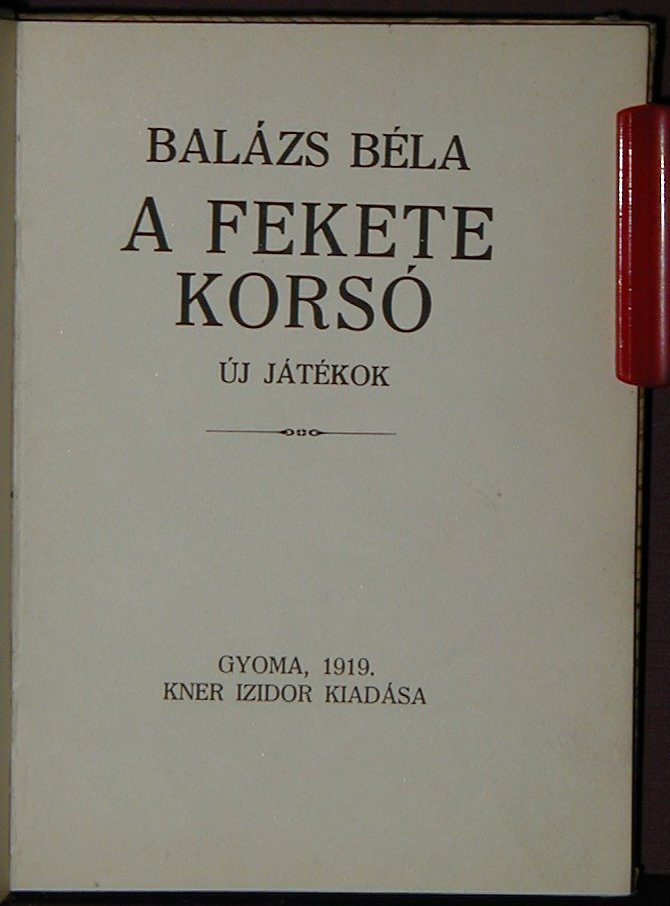 BALÁZS BÉLA
A FEKETE
KORSÓ
ÚJ JÁTÉKOK
GYOMA, 1919.
KNER IZIDOR KIADÁSA